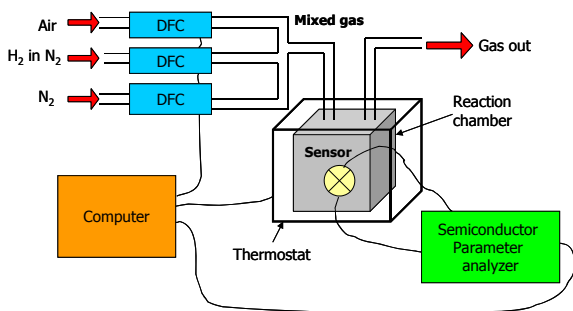 Air
DFC
Mixed gas
H₂ in N₂
DFC
Gas out
N₂
DFC
Reaction
chamber
Sensor
Computer
Semiconductor
Parameter
analyzer
Thermostat